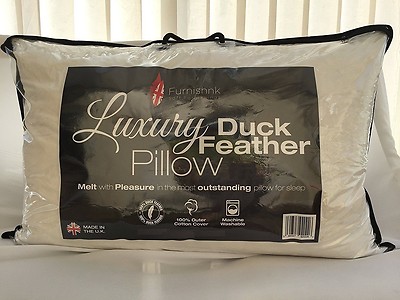 Furnishnk
Luxury Duck
Feather
Pillow
Melt with Pleasure in the most outstanding pillow for sleep
MADE IN
THE U.K.
100% Outer
Cotton Cover
Machine
Washable